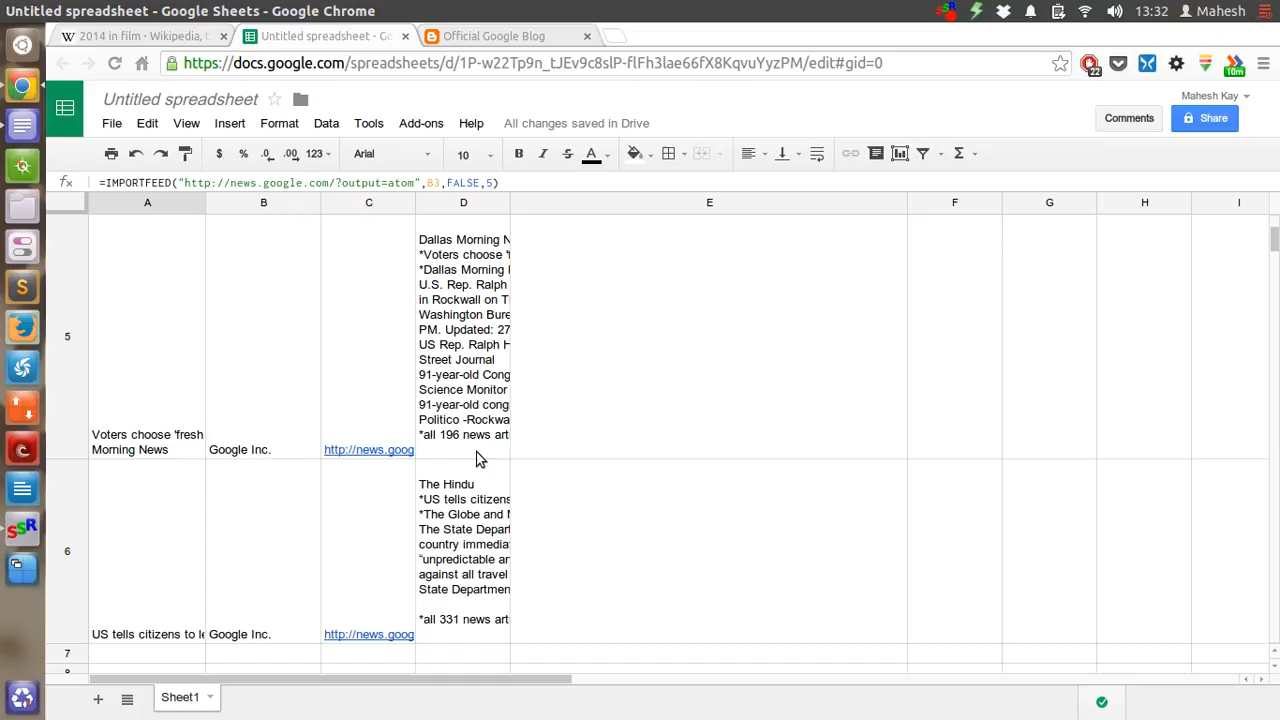 Untitled spreadsheet - Google Sheets - Google Chrome
13:32 Mahesh
2014 in film - Wikipedia, t
Untitled spreadsheet - Go
Official Google Blog
https://docs.google.com/spreadsheets/d/1P-w22Tp9n_tJEv9c8slP-flFh3lae66fX8KqvuYyzPM/edit#gid=0
22
10m
Untitled spreadsheet
Mahesh Kay
File Edit View Insert Format Data Tools Add-ons Help All changes saved in Drive
Comments
Share
$ % .0 .00 123 Arial 10 B I S A Σ
fx =IMPORTFEED("http://news.google.com/?output=atom",B3,FALSE,5)
A B C D E F G H I
5
Voters choose 'fresh
Morning News
Google Inc.
http://news.goog
Dallas Morning N
*Voters choose 'f
*Dallas Morning
U.S. Rep. Ralph
in Rockwall on T
Washington Bure
PM. Updated: 27
US Rep. Ralph H
Street Journal
91-year-old Cong
Science Monitor
91-year-old cong
Politico -Rockwa
*all 196 news art
6
US tells citizens to le
Google Inc.
http://news.goog
The Hindu
*US tells citizens
*The Globe and
The State Depart
country immedia
"unpredictable an
against all travel
State Departmen
*all 331 news art
7
8
Sheet1
SSR
S